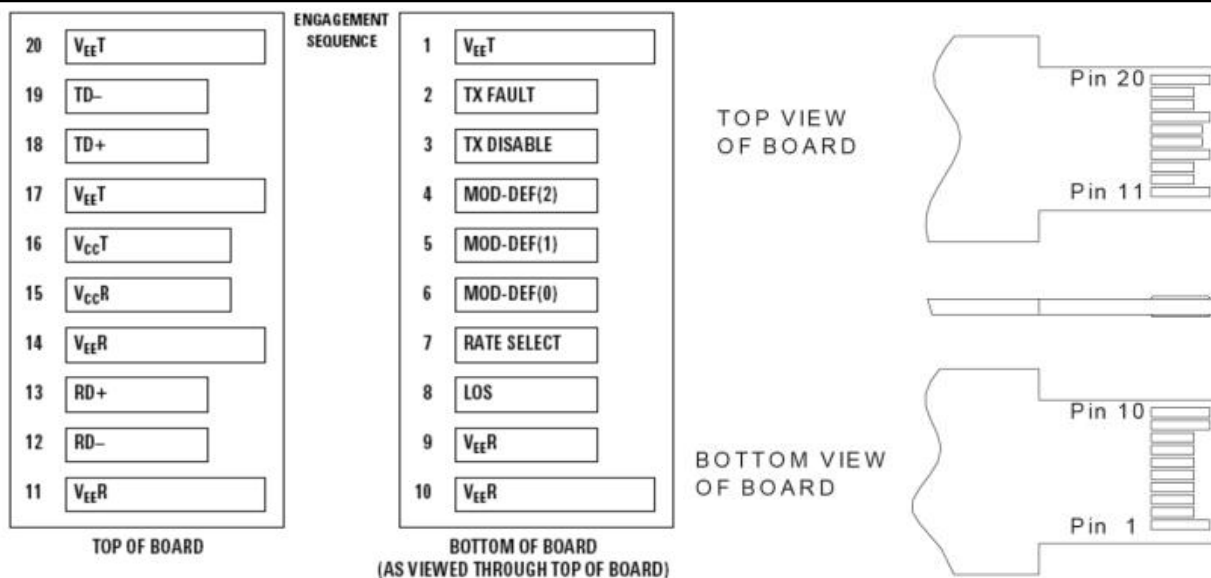 ENGAGEMENT
SEQUENCE
20 VEET
19 TD–
18 TD+
17 VEET
16 VCCT
15 VCCR
14 VEER
13 RD+
12 RD–
11 VEER
TOP OF BOARD
1 VEET
2 TX FAULT
3 TX DISABLE
4 MOD-DEF(2)
5 MOD-DEF(1)
6 MOD-DEF(0)
7 RATE SELECT
8 LOS
9 VEER
10 VEER
BOTTOM OF BOARD
(AS VIEWED THROUGH TOP OF BOARD)
TOP VIEW
OF BOARD
Pin 20
Pin 11
BOTTOM VIEW
OF BOARD
Pin 10
Pin 1